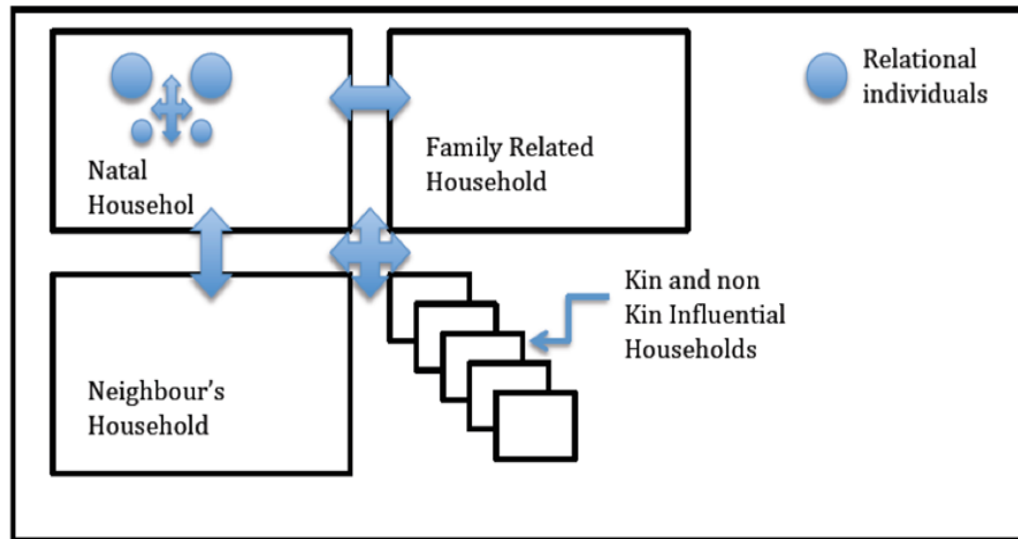 Relational
individuals
Natal
Househol
Family Related
Household
Kin and non
Kin Influential
Households
Neighbour's
Household